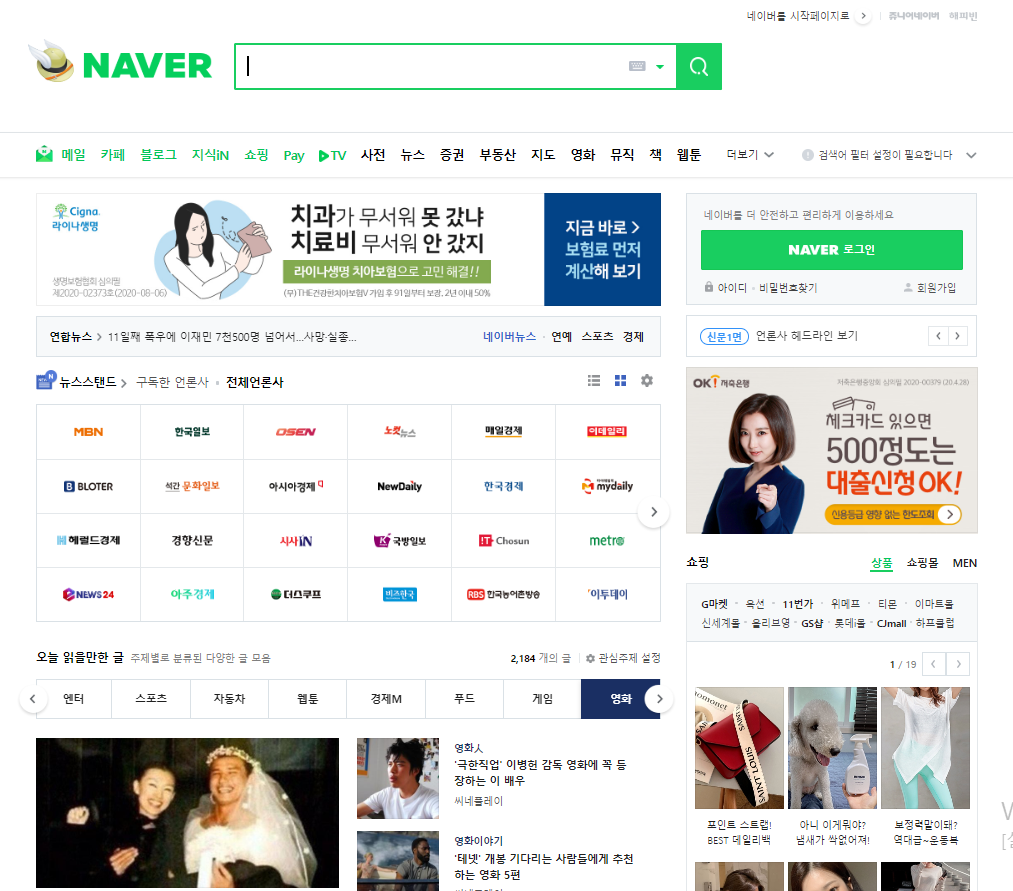 네이버를 시작페이지로 쥬니어네이버 해피빈
NAVER
메일 카페 블로그 지식iN 쇼핑 Pay TV 사전 뉴스 증권 부동산 지도 영화 뮤직 책 웹툰 더보기 검색어 필터 설정이 필요합니다
Cigna.
라이나생명
치과가 무서워 못 갔냐
치료비 무서워 안 갔지
라이나생명 치아보험으로 고민 해결!!
(무)THE건강한치아보험V 가입 후 91일부터 보장, 2년 이내 50%
생명보험협회 심의필
제2020-02373호(2020-08-06)
지금 바로
보험료 먼저
계산해 보기
네이버를 더 안전하고 편리하게 이용하세요
NAVER 로그인
아이디 · 비밀번호찾기 회원가입
연합뉴스 11일째 폭우에 이재민 7천500명 넘어서...사망·실종...
네이버뉴스 · 연예 스포츠 경제
신문1면 언론사 헤드라인 보기
뉴스스탠드 구독한 언론사 · 전체언론사
MBN 한국일보 OSEN 노컷뉴스 매일경제 이데일리
BLOTER 석간 문화일보 아시아경제 NewDaily 한국경제 mydaily
헤럴드경제 경향신문 시사IN 국방일보 IT Chosun metro
NEWS24 아주경제 더스쿠프 비즈한국 RBS 한국농어촌방송 이투데이
OK! 저축은행
저축은행중앙회 심의필 2020-00379 (20.4.28)
체크카드 있으면
500정도는
대출신청 OK!
신용등급 영향 없는 한도조회
쇼핑 상품 쇼핑몰 MEN
G마켓 · 옥션 · 11번가 · 위메프 · 티몬 · 이마트몰
신세계몰 · 올리브영 · GS샵 · 롯데i몰 · CJmall · 하프클럽
1 / 19
오늘 읽을만한 글 주제별로 분류된 다양한 글 모음
2,184 개의 글 관심주제 설정
엔터 스포츠 자동차 웹툰 경제M 푸드 게임 영화
영화人
'극한직업' 이병헌 감독 영화에 꼭 등
장하는 이 배우
씨네플레이
영화이야기
'테넷' 개봉 기다리는 사람들에게 추천
하는 영화 5편
SAINT LOUIS
포인트 스트랩!
BEST 데일리백
아니 이게뭐야?
냄새가 싹없어져!
보정력말이돼?
역대급~운동복